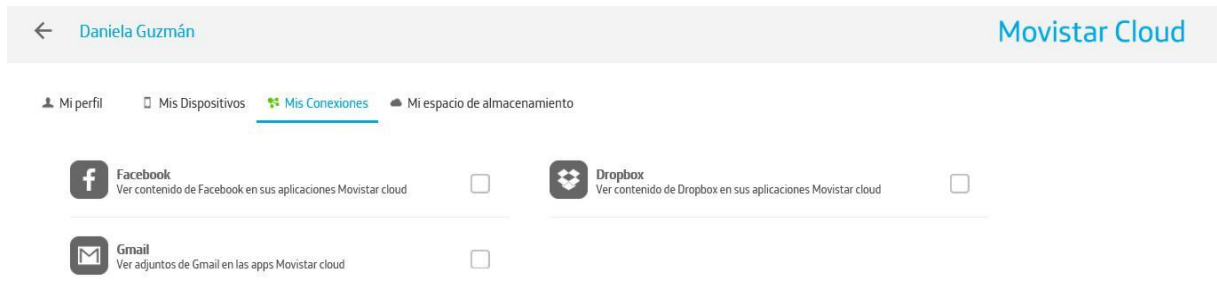 Daniela Guzmán
Movistar Cloud
Mi perfil
Mis Dispositivos
Mis Conexiones
Mi espacio de almacenamiento
Facebook
Ver contenido de Facebook en sus aplicaciones Movistar cloud
Dropbox
Ver contenido de Dropbox en sus aplicaciones Movistar cloud
Gmail
Ver adjuntos de Gmail en las apps Movistar cloud